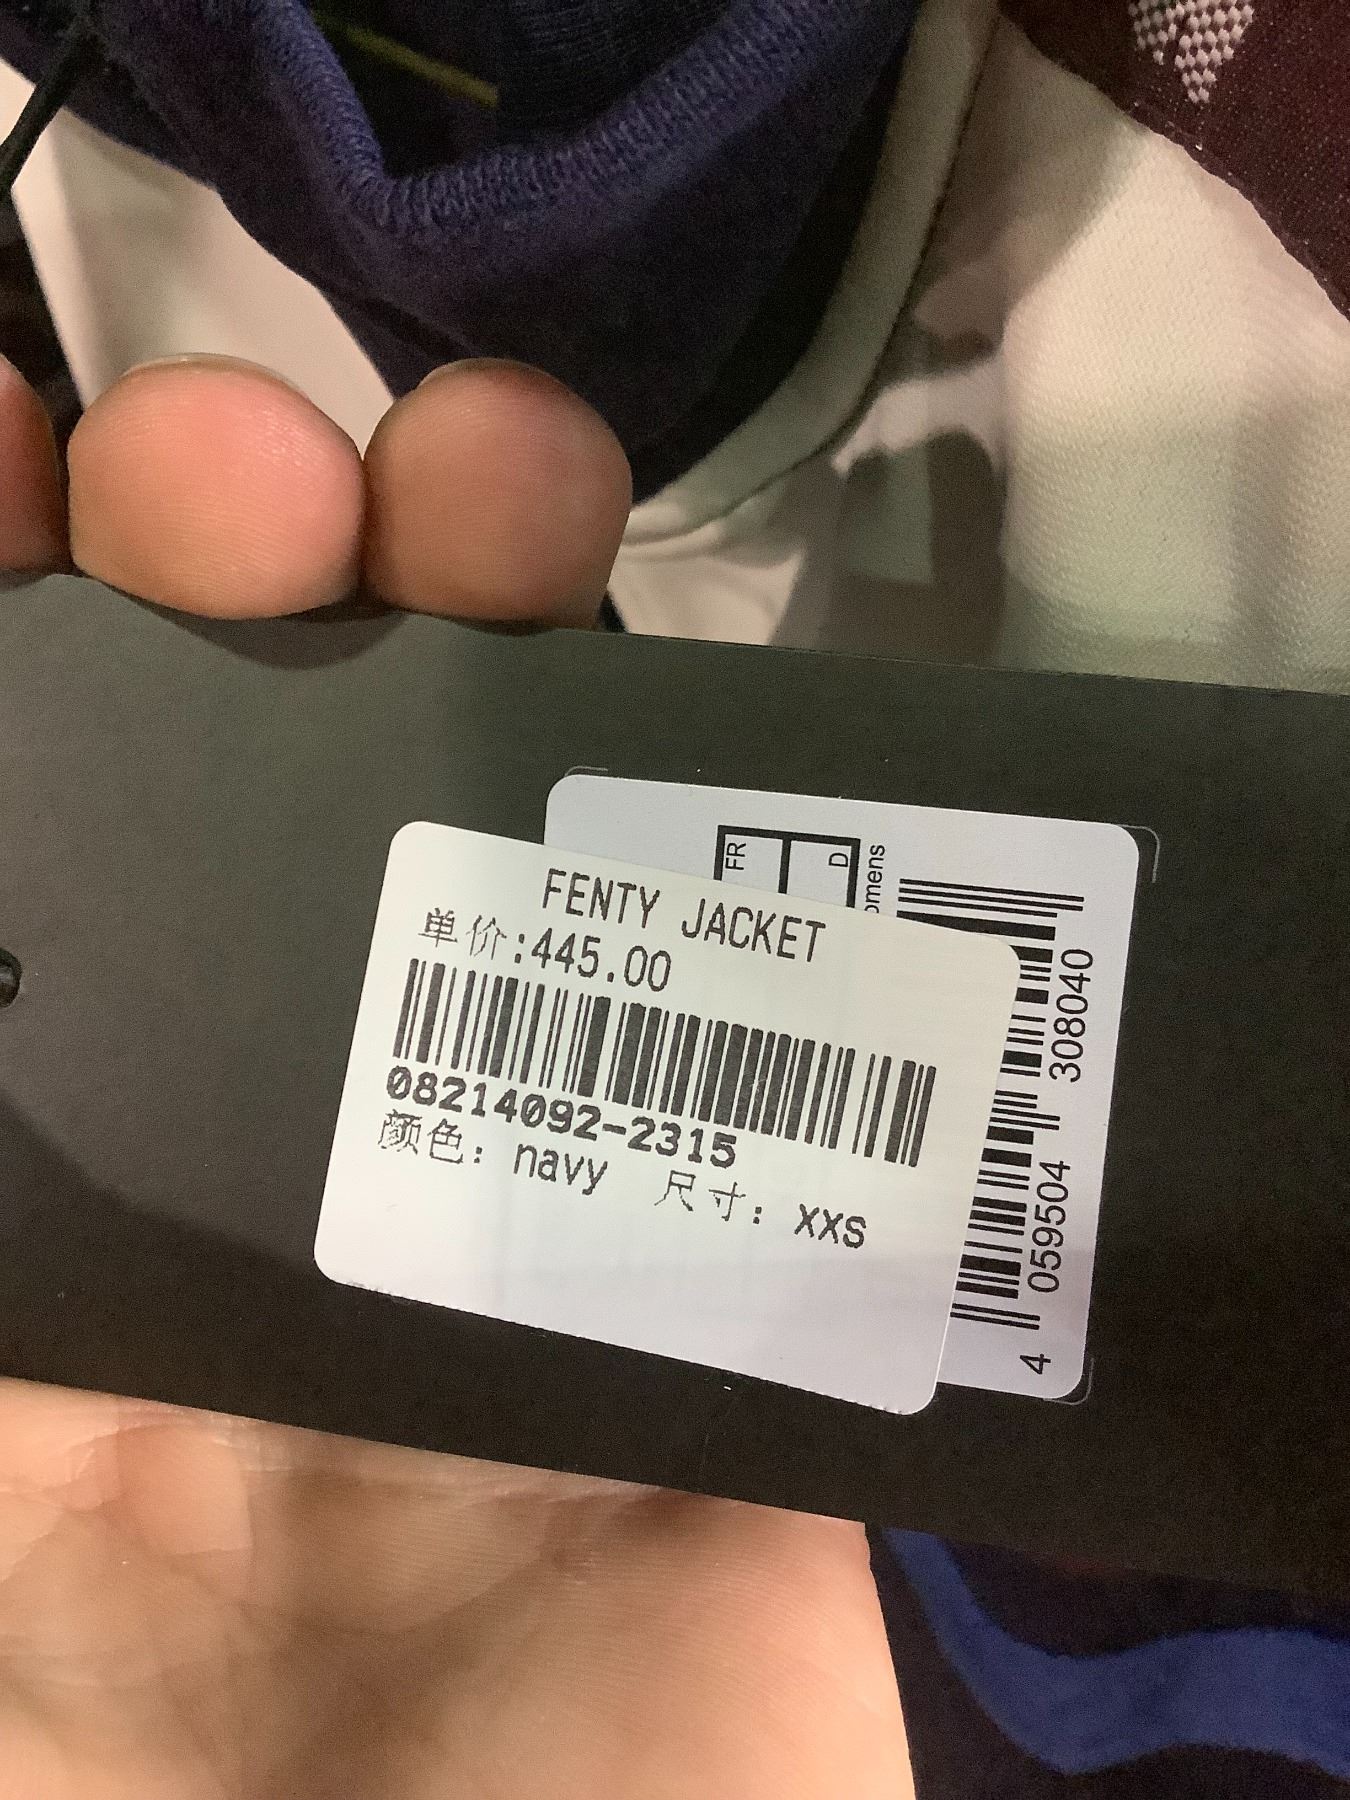 FENTY JACKET
单价:445.00
08214092-2315
颜色: navy 尺寸: XXS
FR
D
omens
4 059504 308040